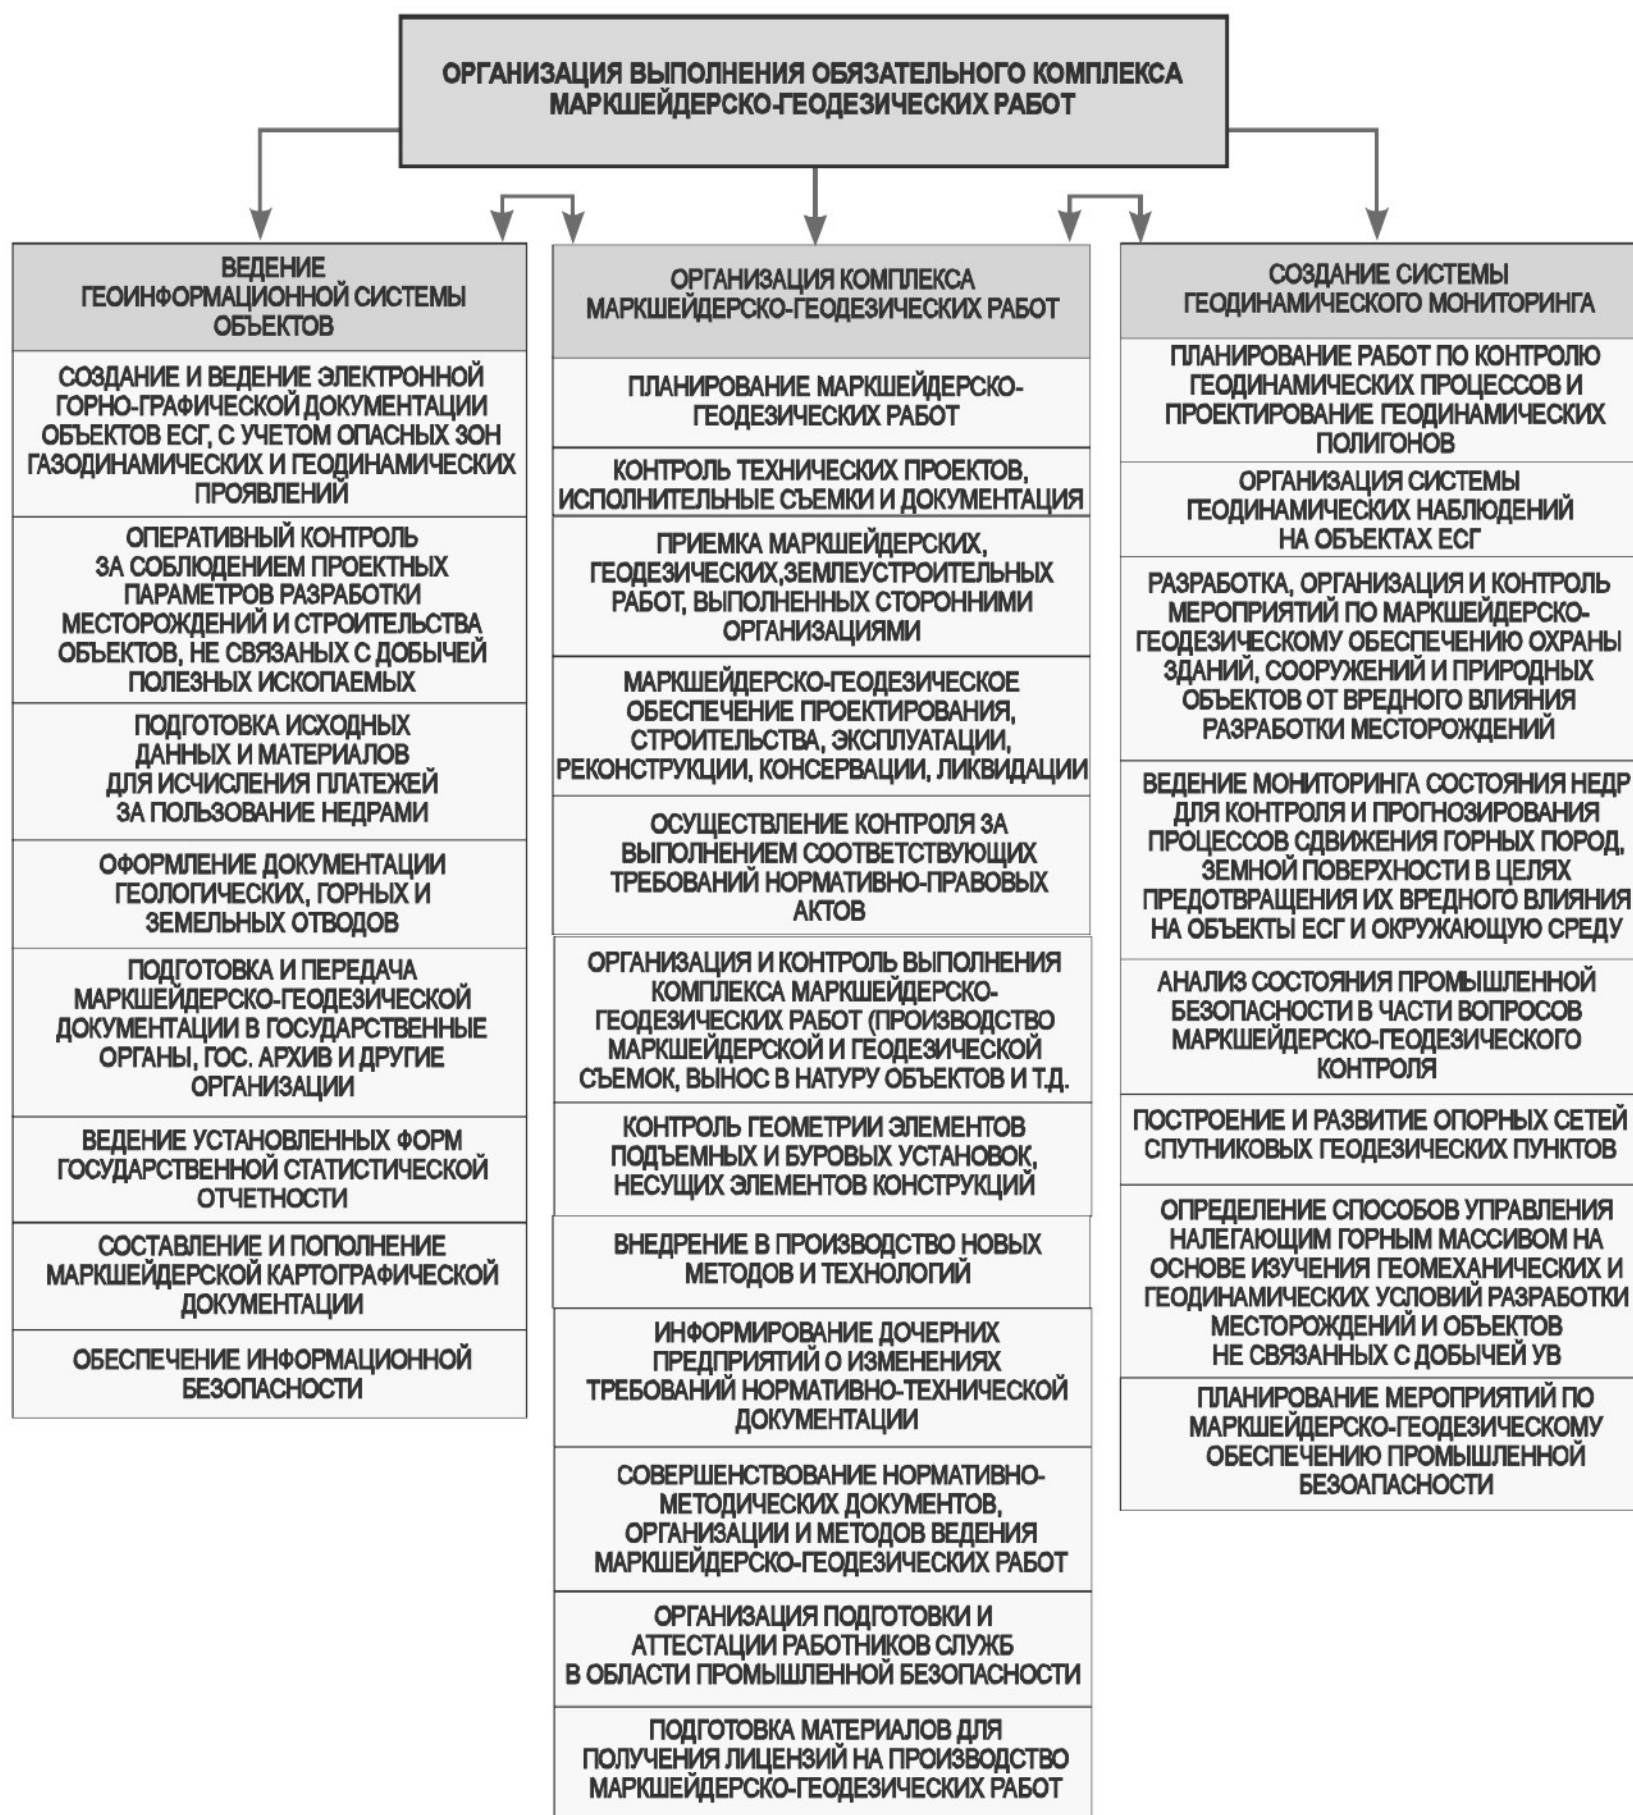 ОРГАНИЗАЦИЯ ВЫПОЛНЕНИЯ ОБЯЗАТЕЛЬНОГО КОМПЛЕКСА
МАРКШЕЙДЕРСКО-ГЕОДЕЗИЧЕСКИХ РАБОТ
ВЕДЕНИЕ
ГЕОИНФОРМАЦИОННОЙ СИСТЕМЫ
ОБЪЕКТОВ
СОЗДАНИЕ И ВЕДЕНИЕ ЭЛЕКТРОННОЙ
ГОРНО-ГРАФИЧЕСКОЙ ДОКУМЕНТАЦИИ
ОБЪЕКТОВ ЕСГ, С УЧЕТОМ ОПАСНЫХ ЗОН
ГАЗОДИНАМИЧЕСКИХ И ГЕОДИНАМИЧЕСКИХ
ПРОЯВЛЕНИЙ
ОПЕРАТИВНЫЙ КОНТРОЛЬ
ЗА СОБЛЮДЕНИЕМ ПРОЕКТНЫХ
ПАРАМЕТРОВ РАЗРАБОТКИ
МЕСТОРОЖДЕНИЙ И СТРОИТЕЛЬСТВА
ОБЪЕКТОВ, НЕ СВЯЗАНЫХ С ДОБЫЧЕЙ
ПОЛЕЗНЫХ ИСКОПАЕМЫХ
ПОДГОТОВКА ИСХОДНЫХ
ДАННЫХ И МАТЕРИАЛОВ
ДЛЯ ИСЧИСЛЕНИЯ ПЛАТЕЖЕЙ
ЗА ПОЛЬЗОВАНИЕ НЕДРАМИ
ОФОРМЛЕНИЕ ДОКУМЕНТАЦИИ
ГЕОЛОГИЧЕСКИХ, ГОРНЫХ И
ЗЕМЕЛЬНЫХ ОТВОДОВ
ПОДГОТОВКА И ПЕРЕДАЧА
МАРКШЕЙДЕРСКО-ГЕОДЕЗИЧЕСКОЙ
ДОКУМЕНТАЦИИ В ГОСУДАРСТВЕННЫЕ
ОРГАНЫ, ГОС. АРХИВ И ДРУГИЕ
ОРГАНИЗАЦИИ
ВЕДЕНИЕ УСТАНОВЛЕННЫХ ФОРМ
ГОСУДАРСТВЕННОЙ СТАТИСТИЧЕСКОЙ
ОТЧЕТНОСТИ
СОСТАВЛЕНИЕ И ПОПОЛНЕНИЕ
МАРКШЕЙДЕРСКОЙ КАРТОГРАФИЧЕСКОЙ
ДОКУМЕНТАЦИИ
ОБЕСПЕЧЕНИЕ ИНФОРМАЦИОННОЙ
БЕЗОПАСНОСТИ
ОРГАНИЗАЦИЯ КОМПЛЕКСА
МАРКШЕЙДЕРСКО-ГЕОДЕЗИЧЕСКИХ РАБОТ
ПЛАНИРОВАНИЕ МАРКШЕЙДЕРСКО-
ГЕОДЕЗИЧЕСКИХ РАБОТ
КОНТРОЛЬ ТЕХНИЧЕСКИХ ПРОЕКТОВ,
ИСПОЛНИТЕЛЬНЫЕ СЪЕМКИ И ДОКУМЕНТАЦИЯ
ПРИЕМКА МАРКШЕЙДЕРСКИХ,
ГЕОДЕЗИЧЕСКИХ,ЗЕМЛЕУСТРОИТЕЛЬНЫХ
РАБОТ, ВЫПОЛНЕННЫХ СТОРОННИМИ
ОРГАНИЗАЦИЯМИ
МАРКШЕЙДЕРСКО-ГЕОДЕЗИЧЕСКОЕ
ОБЕСПЕЧЕНИЕ ПРОЕКТИРОВАНИЯ,
СТРОИТЕЛЬСТВА, ЭКСПЛУАТАЦИИ,
РЕКОНСТРУКЦИИ, КОНСЕРВАЦИИ, ЛИКВИДАЦИИ
ОСУЩЕСТВЛЕНИЕ КОНТРОЛЯ ЗА
ВЫПОЛНЕНИЕМ СООТВЕТСТВУЮЩИХ
ТРЕБОВАНИЙ НОРМАТИВНО-ПРАВОВЫХ
АКТОВ
ОРГАНИЗАЦИЯ И КОНТРОЛЬ ВЫПОЛНЕНИЯ
КОМПЛЕКСА МАРКШЕЙДЕРСКО-
ГЕОДЕЗИЧЕСКИХ РАБОТ (ПРОИЗВОДСТВО
МАРКШЕЙДЕРСКОЙ И ГЕОДЕЗИЧЕСКОЙ
СЪЕМОК, ВЫНОС В НАТУРУ ОБЪЕКТОВ И Т.Д.
КОНТРОЛЬ ГЕОМЕТРИИ ЭЛЕМЕНТОВ
ПОДЪЕМНЫХ И БУРОВЫХ УСТАНОВОК,
НЕСУЩИХ ЭЛЕМЕНТОВ КОНСТРУКЦИЙ
ВНЕДРЕНИЕ В ПРОИЗВОДСТВО НОВЫХ
МЕТОДОВ И ТЕХНОЛОГИЙ
ИНФОРМИРОВАНИЕ ДОЧЕРНИХ
ПРЕДПРИЯТИЙ О ИЗМЕНЕНИЯХ
ТРЕБОВАНИЙ НОРМАТИВНО-ТЕХНИЧЕСКОЙ
ДОКУМЕНТАЦИИ
СОВЕРШЕНСТВОВАНИЕ НОРМАТИВНО-
МЕТОДИЧЕСКИХ ДОКУМЕНТОВ,
ОРГАНИЗАЦИИ И МЕТОДОВ ВЕДЕНИЯ
МАРКШЕЙДЕРСКО-ГЕОДЕЗИЧЕСКИХ РАБОТ
ОРГАНИЗАЦИЯ ПОДГОТОВКИ И
АТТЕСТАЦИИ РАБОТНИКОВ СЛУЖБ
В ОБЛАСТИ ПРОМЫШЛЕННОЙ БЕЗОПАСНОСТИ
ПОДГОТОВКА МАТЕРИАЛОВ ДЛЯ
ПОЛУЧЕНИЯ ЛИЦЕНЗИЙ НА ПРОИЗВОДСТВО
МАРКШЕЙДЕРСКО-ГЕОДЕЗИЧЕСКИХ РАБОТ
СОЗДАНИЕ СИСТЕМЫ
ГЕОДИНАМИЧЕСКОГО МОНИТОРИНГА
ПЛАНИРОВАНИЕ РАБОТ ПО КОНТРОЛЮ
ГЕОДИНАМИЧЕСКИХ ПРОЦЕССОВ И
ПРОЕКТИРОВАНИЕ ГЕОДИНАМИЧЕСКИХ
ПОЛИГОНОВ
ОРГАНИЗАЦИЯ СИСТЕМЫ
ГЕОДИНАМИЧЕСКИХ НАБЛЮДЕНИЙ
НА ОБЪЕКТАХ ЕСГ
РАЗРАБОТКА, ОРГАНИЗАЦИЯ И КОНТРОЛЬ
МЕРОПРИЯТИЙ ПО МАРКШЕЙДЕРСКО-
ГЕОДЕЗИЧЕСКОМУ ОБЕСПЕЧЕНИЮ ОХРАНЫ
ЗДАНИЙ, СООРУЖЕНИЙ И ПРИРОДНЫХ
ОБЪЕКТОВ ОТ ВРЕДНОГО ВЛИЯНИЯ
РАЗРАБОТКИ МЕСТОРОЖДЕНИЙ
ВЕДЕНИЕ МОНИТОРИНГА СОСТОЯНИЯ НЕДР
ДЛЯ КОНТРОЛЯ И ПРОГНОЗИРОВАНИЯ
ПРОЦЕССОВ СДВИЖЕНИЯ ГОРНЫХ ПОРОД,
ЗЕМНОЙ ПОВЕРХНОСТИ В ЦЕЛЯХ
ПРЕДОТВРАЩЕНИЯ ИХ ВРЕДНОГО ВЛИЯНИЯ
НА ОБЪЕКТЫ ЕСГ И ОКРУЖАЮЩУЮ СРЕДУ
АНАЛИЗ СОСТОЯНИЯ ПРОМЫШЛЕННОЙ
БЕЗОПАСНОСТИ В ЧАСТИ ВОПРОСОВ
МАРКШЕЙДЕРСКО-ГЕОДЕЗИЧЕСКОГО
КОНТРОЛЯ
ПОСТРОЕНИЕ И РАЗВИТИЕ ОПОРНЫХ СЕТЕЙ
СПУТНИКОВЫХ ГЕОДЕЗИЧЕСКИХ ПУНКТОВ
ОПРЕДЕЛЕНИЕ СПОСОБОВ УПРАВЛЕНИЯ
НАЛЕГАЮЩИМ ГОРНЫМ МАССИВОМ НА
ОСНОВЕ ИЗУЧЕНИЯ ГЕОМЕХАНИЧЕСКИХ И
ГЕОДИНАМИЧЕСКИХ УСЛОВИЙ РАЗРАБОТКИ
МЕСТОРОЖДЕНИЙ И ОБЪЕКТОВ
НЕ СВЯЗАННЫХ С ДОБЫЧЕЙ УВ
ПЛАНИРОВАНИЕ МЕРОПРИЯТИЙ ПО
МАРКШЕЙДЕРСКО-ГЕОДЕЗИЧЕСКОМУ
ОБЕСПЕЧЕНИЮ ПРОМЫШЛЕННОЙ
БЕЗОАПАСНОСТИ